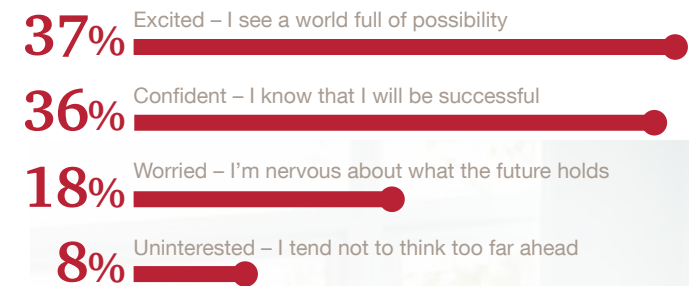 37% Excited – I see a world full of possibility
36% Confident – I know that I will be successful
18% Worried – I’m nervous about what the future holds
8% Uninterested – I tend not to think too far ahead